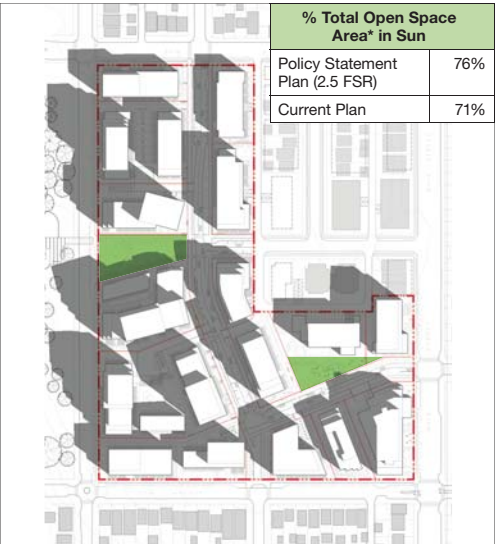 % Total Open Space
Area* in Sun
Policy Statement 76%
Plan (2.5 FSR)
Current Plan 71%